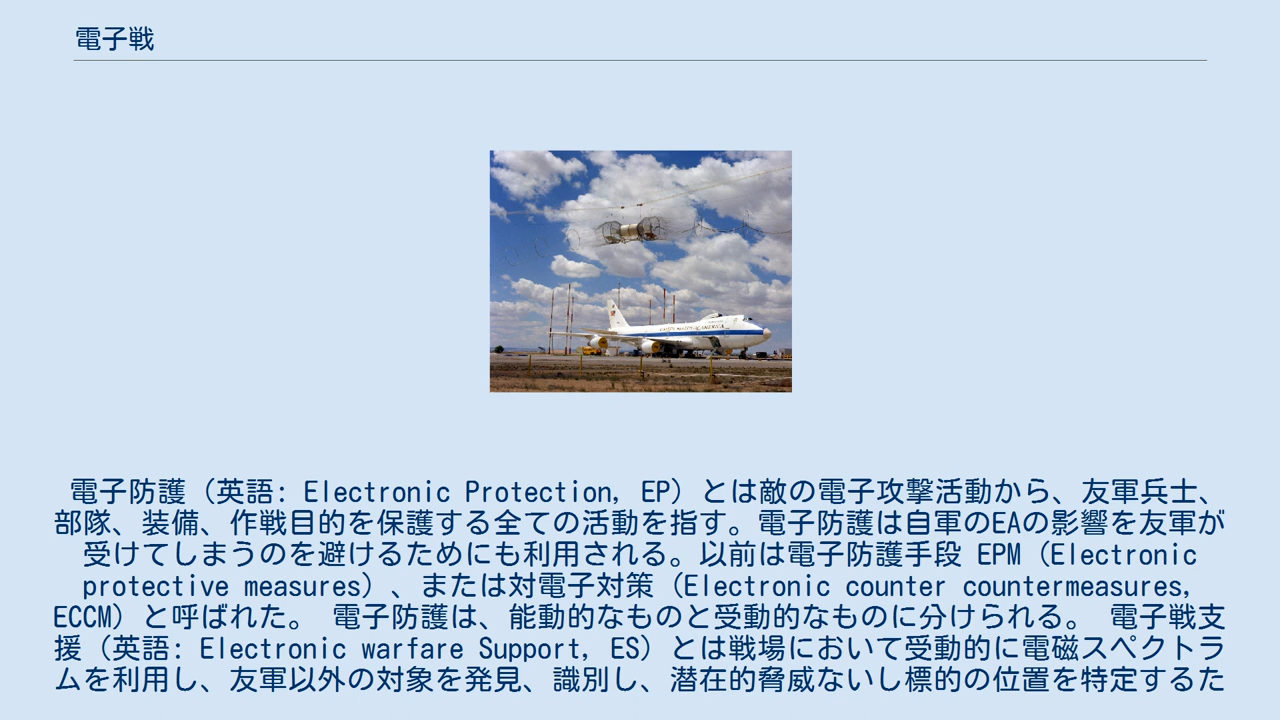 電子戦
電子防護（英語: Electronic Protection, EP）とは敵の電子攻撃活動から、友軍兵士、
部隊、装備、作戦目的を保護する全ての活動を指す。電子防護は自軍のEAの影響を友軍が
受けてしまうのを避けるためにも利用される。以前は電子防護手段 EPM（Electronic
protective measures）、または対電子対策（Electronic counter countermeasures,
ECCM）と呼ばれた。 電子防護は、能動的なものと受動的なものに分けられる。 電子戦支
援（英語: Electronic warfare Support, ES）とは戦場において受動的に電磁スペクトラ
ムを利用し、友軍以外の対象を発見、識別し、潜在的脅威ないし標的の位置を特定するた